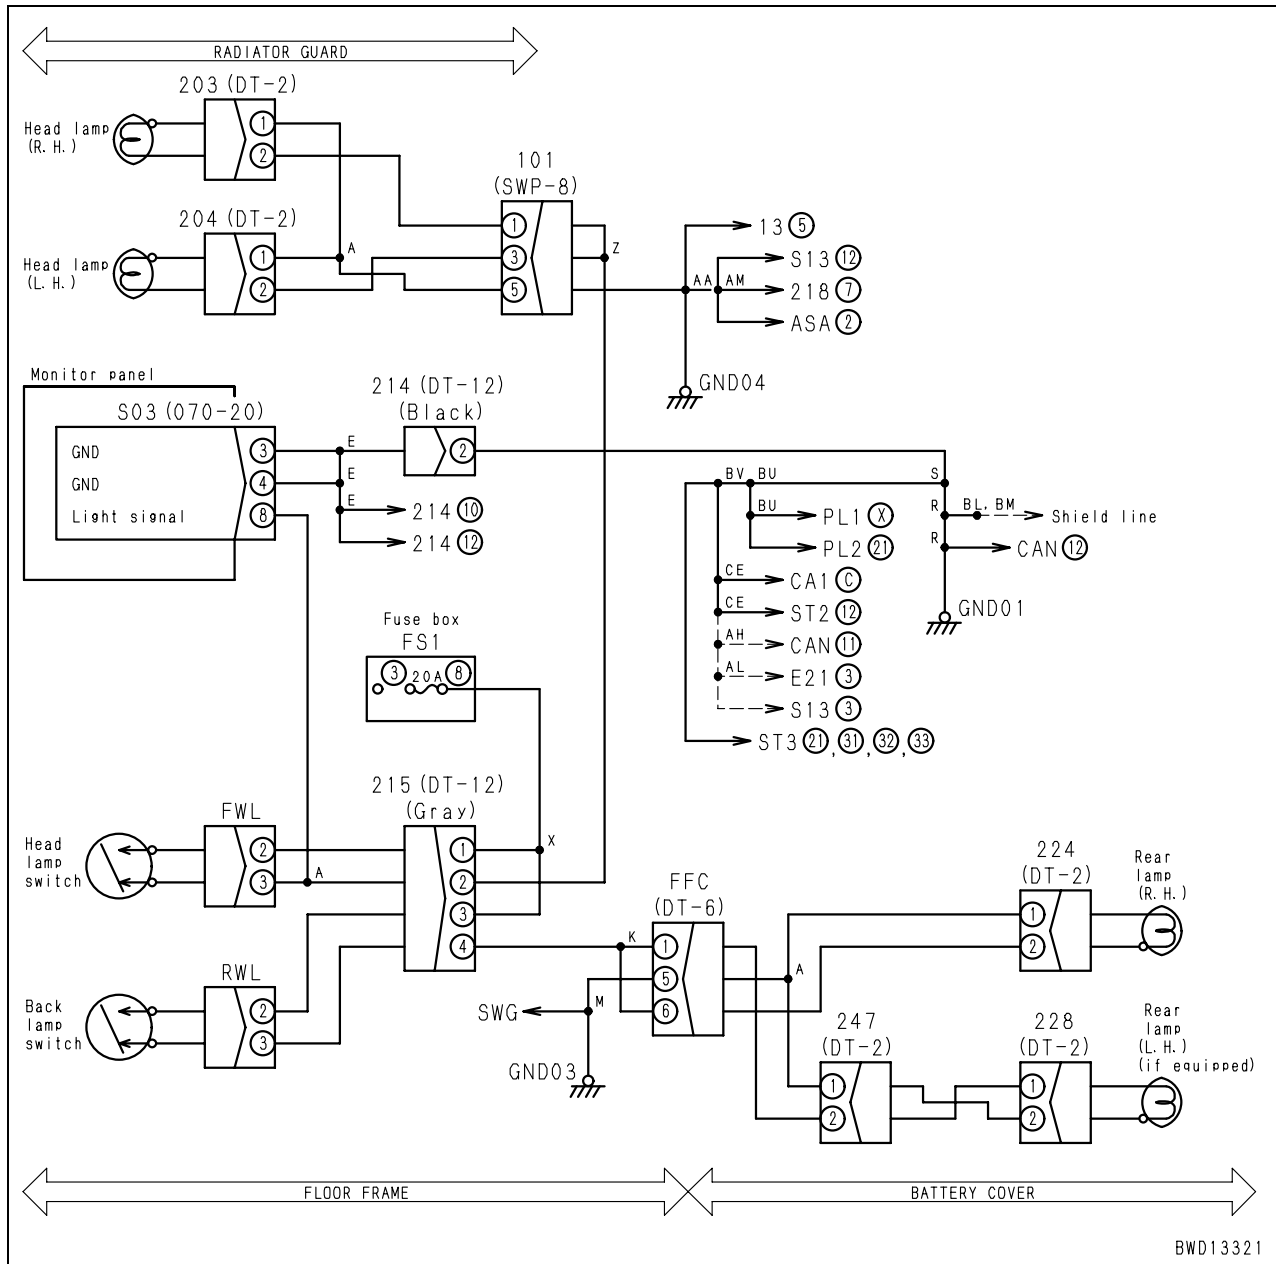 RADIATOR GUARD
203 (DT-2)
Head lamp
(R. H.)
1
2
101
(SWP-8)
204 (DT-2)
Head lamp
(L. H.)
1
2
A
1
3
5
Z
13 5
S13 12
AA AM
218 7
ASA 2
GND04
Monitor panel
S03 (070-20)
GND 3
GND 4
Light signal 8
E
E
E
214 (DT-12)
(Black)
2
214 10
214 12
BV BU S
BU
PL1 X
PL2 21
R
R
BL, BM
Shield line
CAN 12
GND01
CE
CA1 C
CE
ST2 12
AH
CAN 11
AL
E21 3
S13 3
ST3 21, 31, 32, 33
Fuse box
FS1
3 20A 8
215 (DT-12)
(Gray)
1
2
3
4
X
Head
lamp
switch
FWL
2
3
A
Back
lamp
switch
RWL
2
3
K
FFC
(DT-6)
1
5
6
SWG
M
GND03
A
224
(DT-2)
1
2
Rear
lamp
(R. H.)
247
(DT-2)
1
2
228
(DT-2)
1
2
Rear
lamp
(L. H.)
(if equipped)
FLOOR FRAME
BATTERY COVER
BWD13321